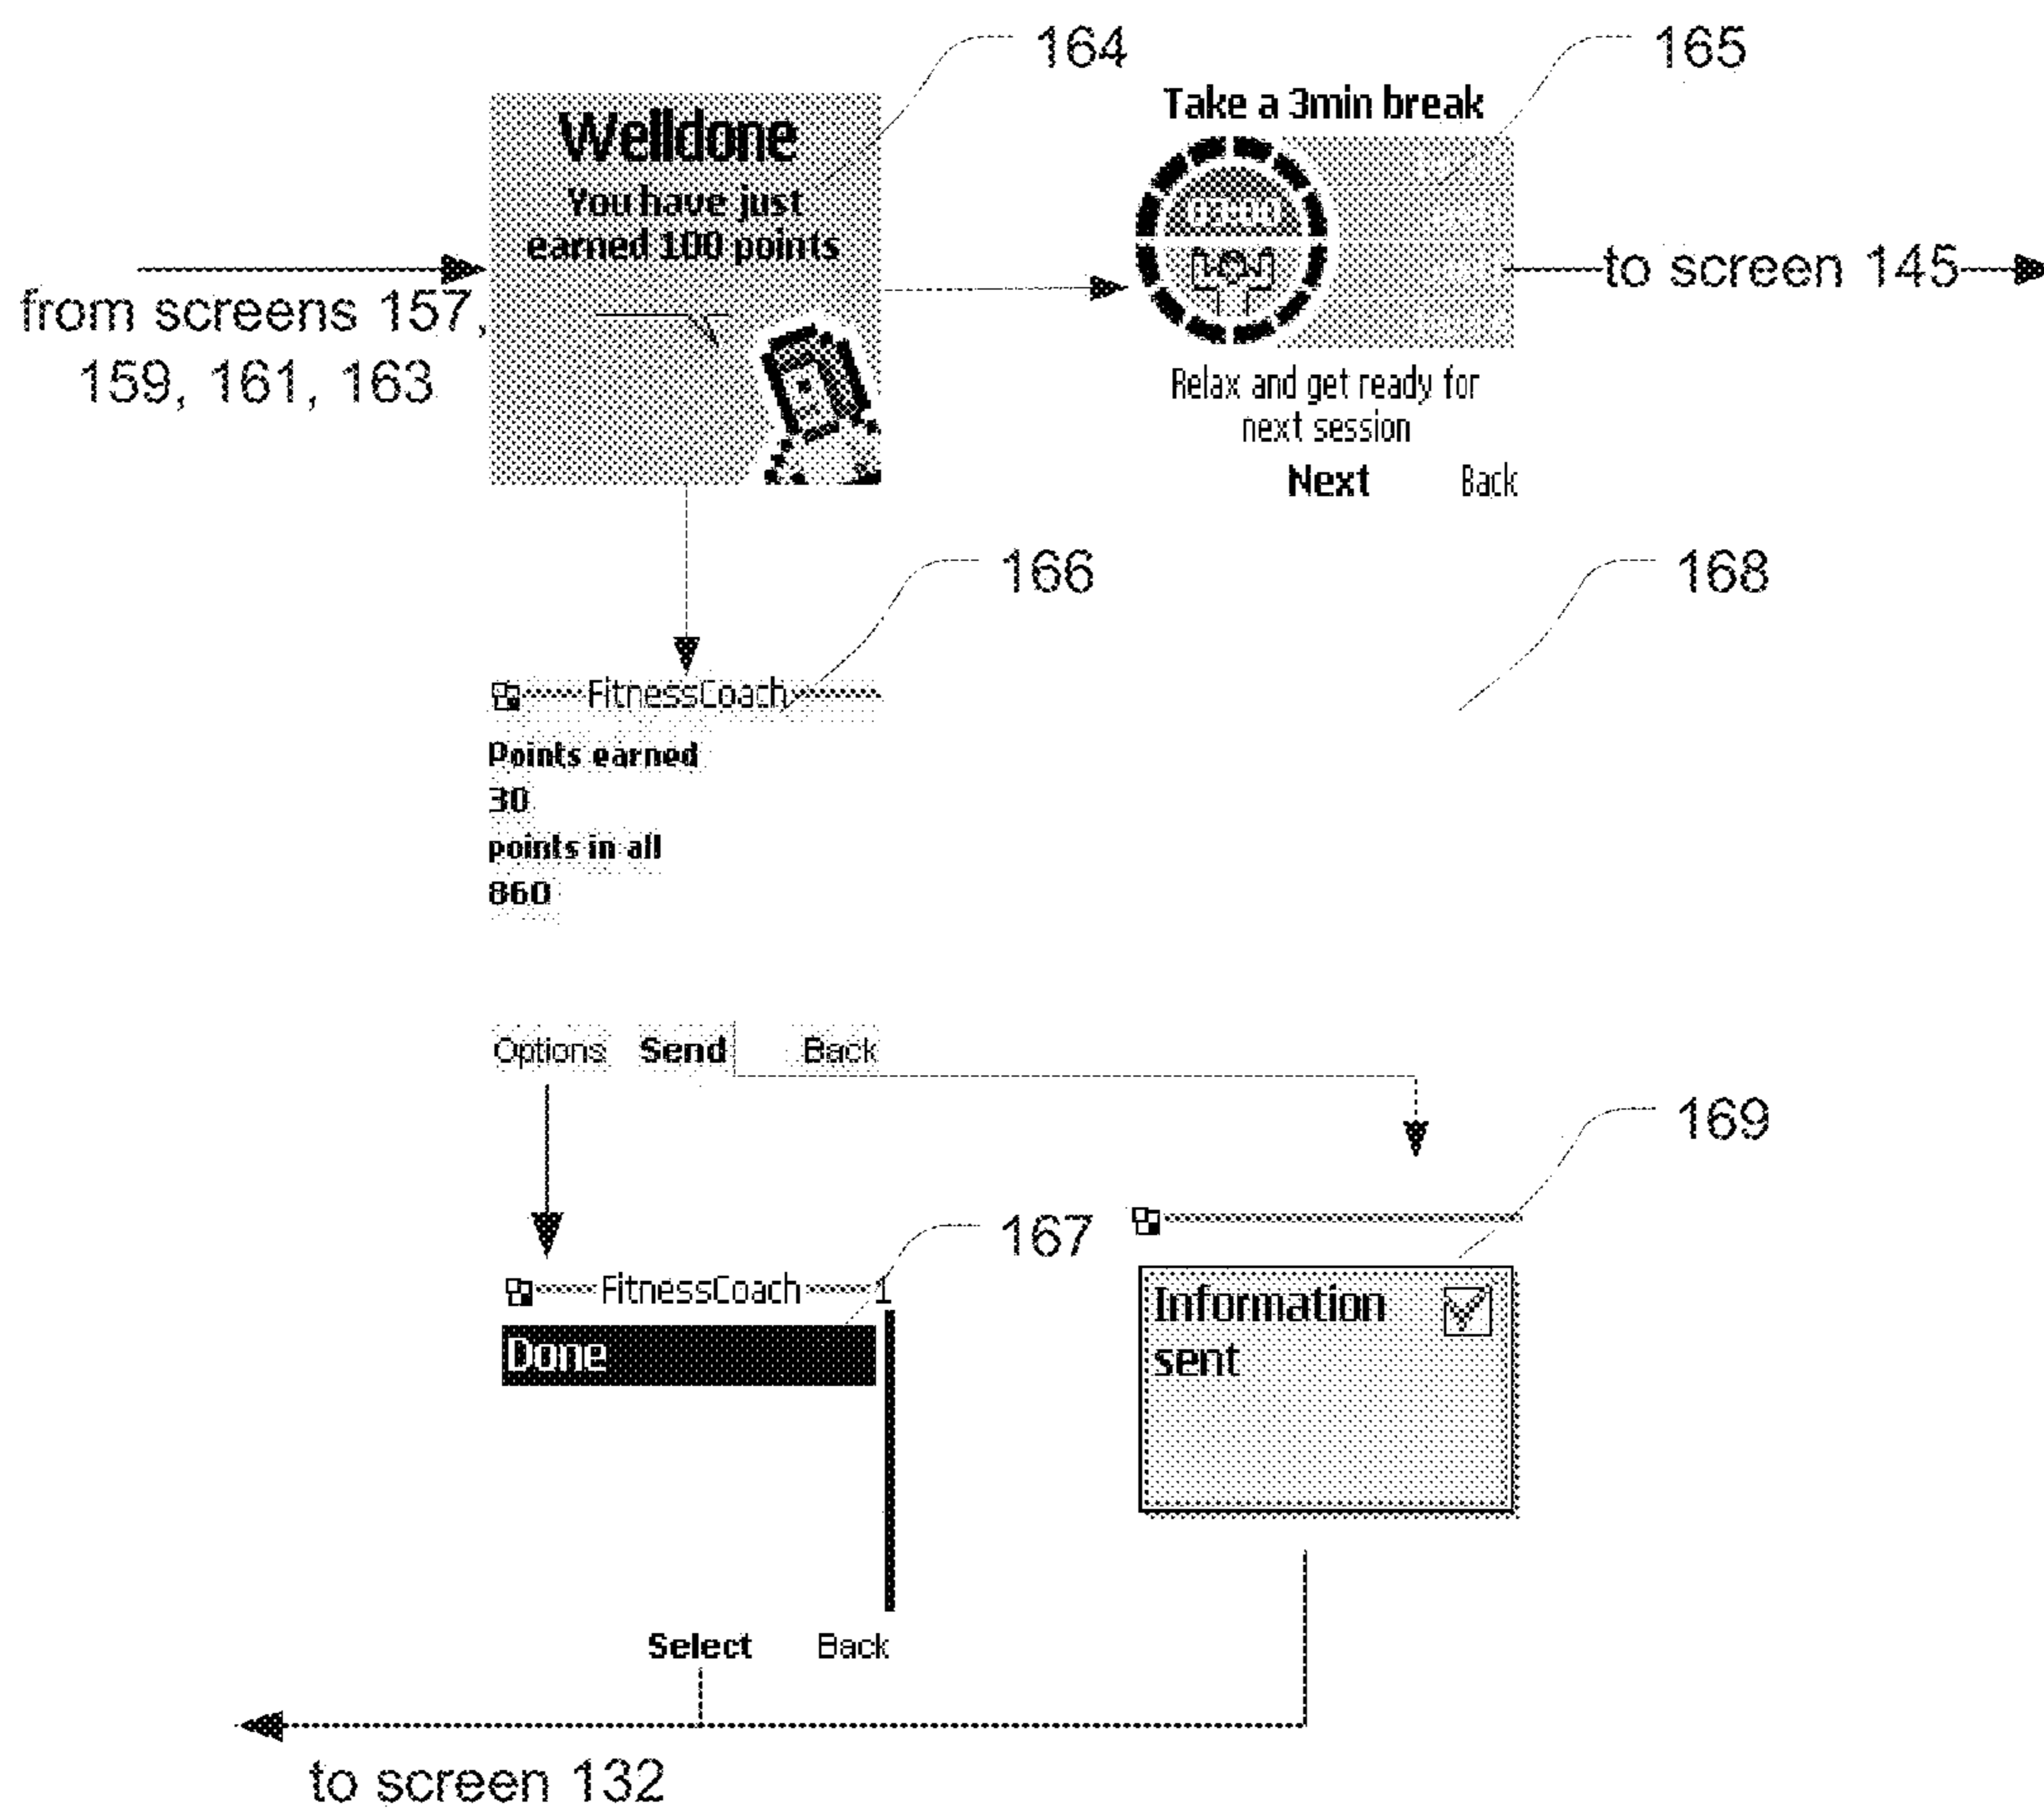 164
165
Welldone
You have just
earned 100 points
Take a 3min break
03:00
from screens 157,
159, 161, 163
to screen 145
Relax and get ready for
next session
Next Back
166
168
FitnessCoach
Points earned
30
points in all
860
Options Send Back
169
167
FitnessCoach 1
Done
Information
sent
Select Back
to screen 132